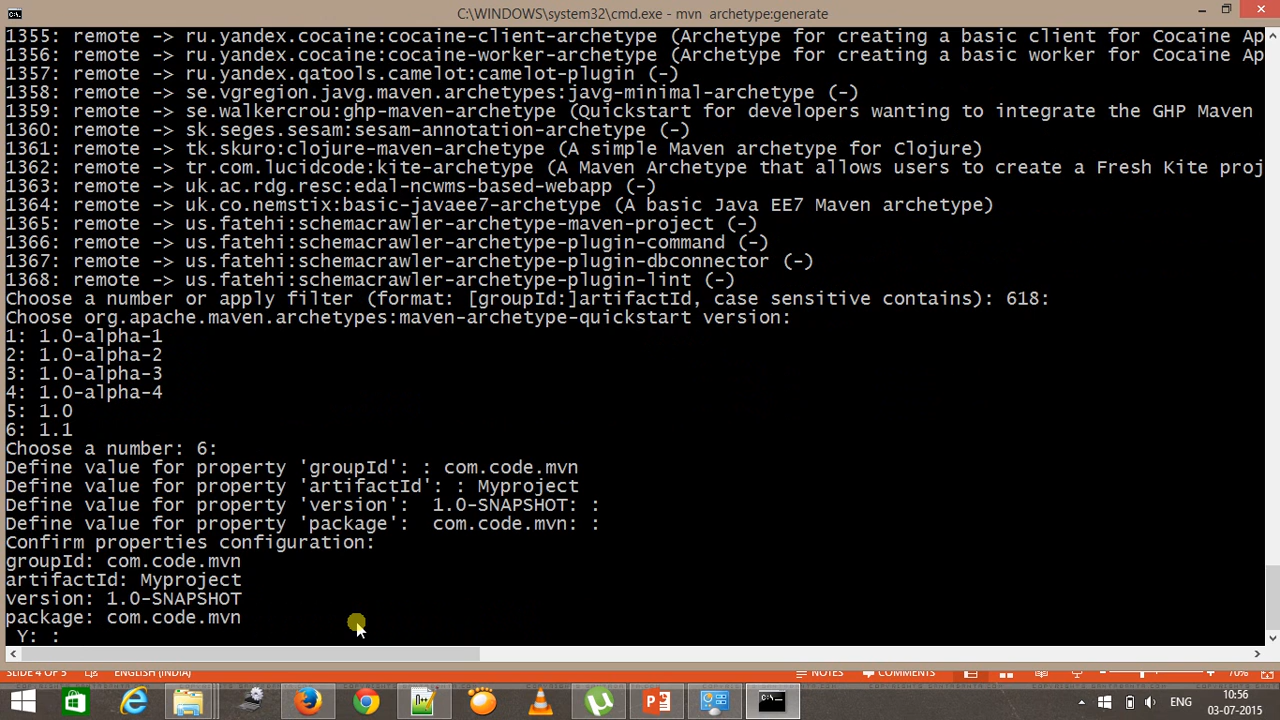 C:\WINDOWS\system32\cmd.exe - mvn archetype:generate
1355: remote -> ru.yandex.cocaine:cocaine-client-archetype (Archetype for creating a basic client for Cocaine Ap
1356: remote -> ru.yandex.cocaine:cocaine-worker-archetype (Archetype for creating a basic worker for Cocaine Ap
1357: remote -> ru.yandex.qatools.camelot:camelot-plugin (-)
1358: remote -> se.vgregion.javg.maven.archetypes:javg-minimal-archetype (-)
1359: remote -> se.walkercrou:ghp-maven-archetype (Quickstart for developers wanting to integrate the GHP Maven
1360: remote -> sk.seges.sesam:sesam-annotation-archetype (-)
1361: remote -> tk.skuro:clojure-maven-archetype (A simple Maven archetype for Clojure)
1362: remote -> tr.com.lucidcode:kite-archetype (A Maven Archetype that allows users to create a Fresh Kite proj
1363: remote -> uk.ac.rdg.resc:edal-ncwms-based-webapp (-)
1364: remote -> uk.co.nemstix:basic-javaee7-archetype (A basic Java EE7 Maven archetype)
1365: remote -> us.fatehi:schemacrawler-archetype-maven-project (-)
1366: remote -> us.fatehi:schemacrawler-archetype-plugin-command (-)
1367: remote -> us.fatehi:schemacrawler-archetype-plugin-dbconnector (-)
1368: remote -> us.fatehi:schemacrawler-archetype-plugin-lint (-)
Choose a number or apply filter (format: [groupId:]artifactId, case sensitive contains): 618:
Choose org.apache.maven.archetypes:maven-archetype-quickstart version:
1: 1.0-alpha-1
2: 1.0-alpha-2
3: 1.0-alpha-3
4: 1.0-alpha-4
5: 1.0
6: 1.1
Choose a number: 6:
Define value for property 'groupId': : com.code.mvn
Define value for property 'artifactId': : Myproject
Define value for property 'version':  1.0-SNAPSHOT: :
Define value for property 'package':  com.code.mvn: :
Confirm properties configuration:
groupId: com.code.mvn
artifactId: Myproject
version: 1.0-SNAPSHOT
package: com.code.mvn
 Y: :
SLIDE 4 OF 5 ENGLISH (INDIA) NOTES COMMENTS 70%
ENG 10:56
03-07-2015